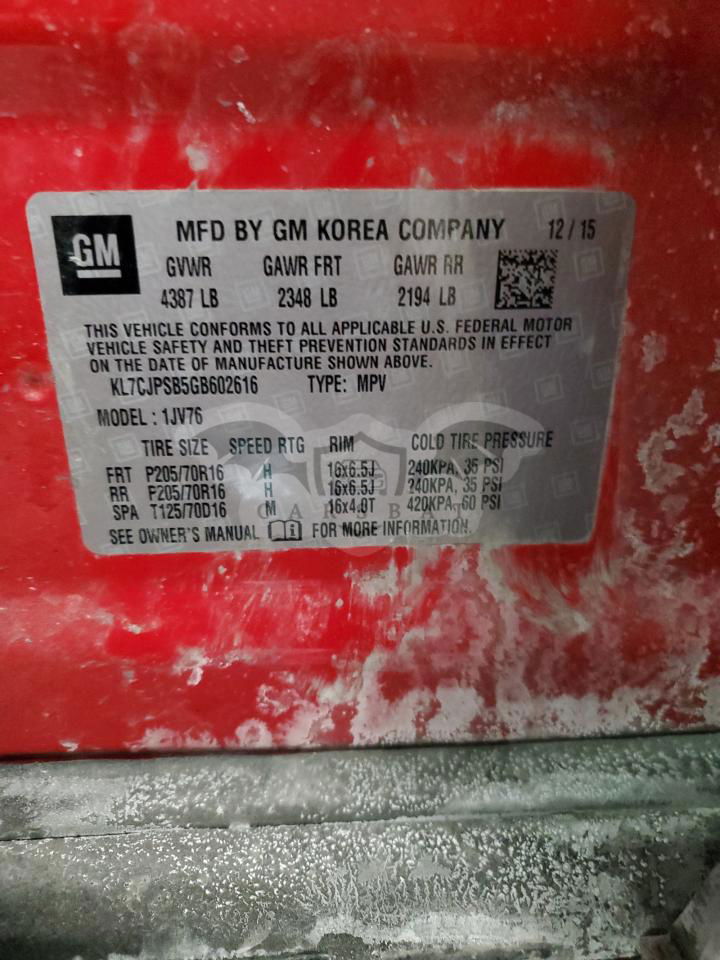 GM
MFD BY GM KOREA COMPANY 12 / 15
GVWR GAWR FRT GAWR RR
4387 LB 2348 LB 2194 LB
THIS VEHICLE CONFORMS TO ALL APPLICABLE U.S. FEDERAL MOTOR
VEHICLE SAFETY AND THEFT PREVENTION STANDARDS IN EFFECT
ON THE DATE OF MANUFACTURE SHOWN ABOVE.
KL7CJPSB5GB602616 TYPE: MPV
MODEL : 1JV76
TIRE SIZE SPEED RTG RIM COLD TIRE PRESSURE
FRT P205/70R16 H 16x6.5J 240KPA, 35 PSI
RR P205/70R16 H 16x6.5J 240KPA, 35 PSI
SPA T125/70D16 M 16x4.0T 420KPA, 60 PSI
SEE OWNER'S MANUAL FOR MORE INFORMATION.